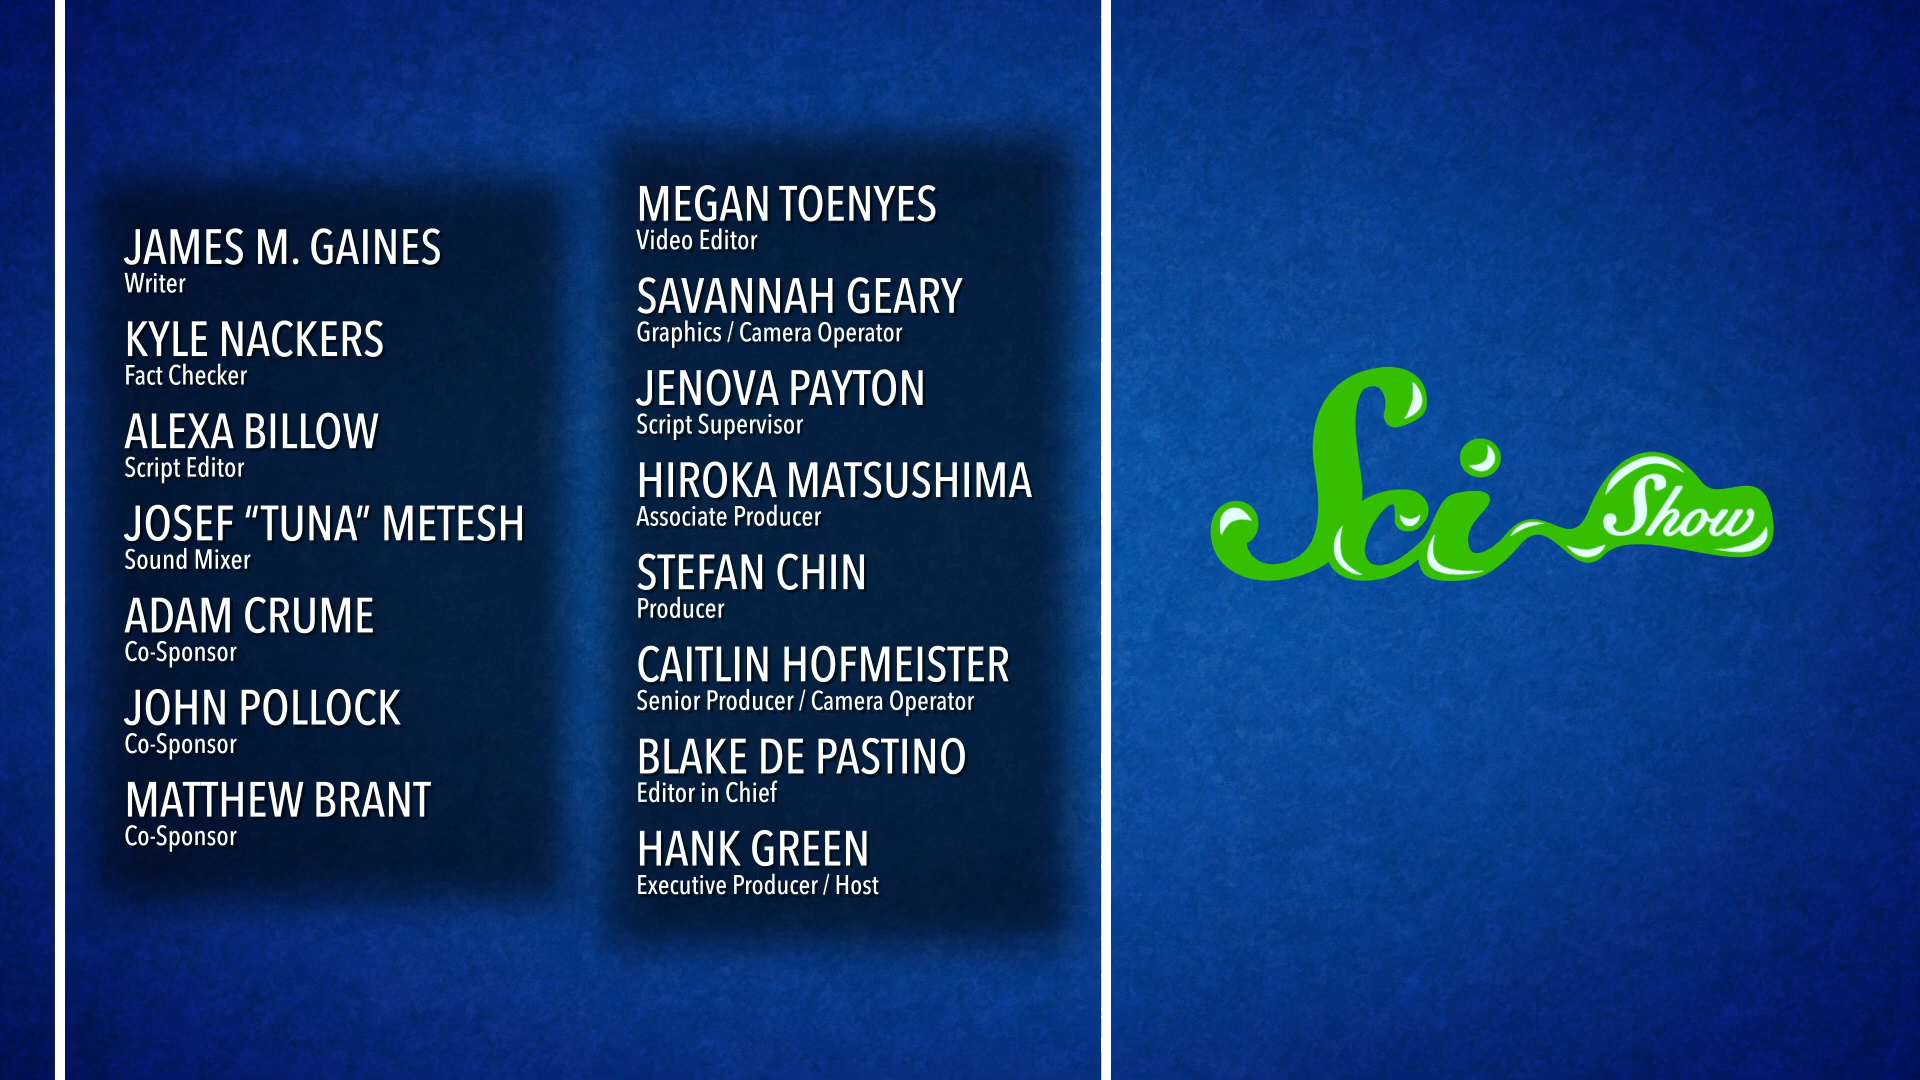 JAMES M. GAINES
Writer
KYLE NACKERS
Fact Checker
ALEXA BILLOW
Script Editor
JOSEF “TUNA” METESH
Sound Mixer
ADAM CRUME
Co-Sponsor
JOHN POLLOCK
Co-Sponsor
MATTHEW BRANT
Co-Sponsor
MEGAN TOENYES
Video Editor
SAVANNAH GEARY
Graphics / Camera Operator
JENOVA PAYTON
Script Supervisor
HIROKA MATSUSHIMA
Associate Producer
STEFAN CHIN
Producer
CAITLIN HOFMEISTER
Senior Producer / Camera Operator
BLAKE DE PASTINO
Editor in Chief
HANK GREEN
Executive Producer / Host
Sci Show